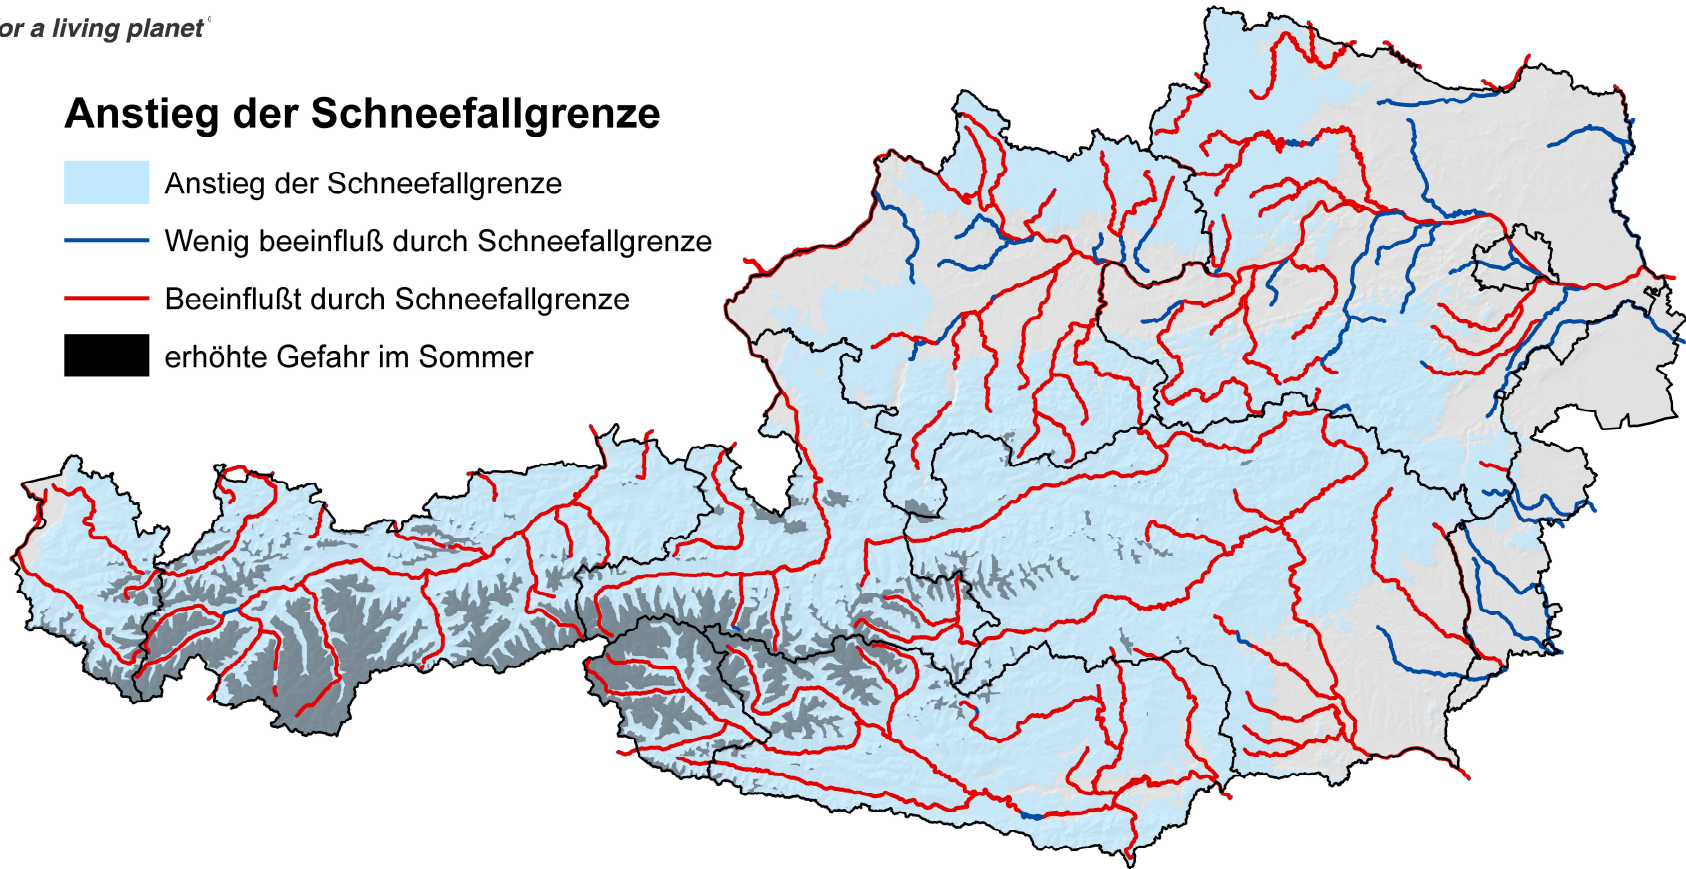 or a living planet
Anstieg der Schneefallgrenze
Anstieg der Schneefallgrenze
Wenig beeinfluß durch Schneefallgrenze
Beeinflußt durch Schneefallgrenze
erhöhte Gefahr im Sommer